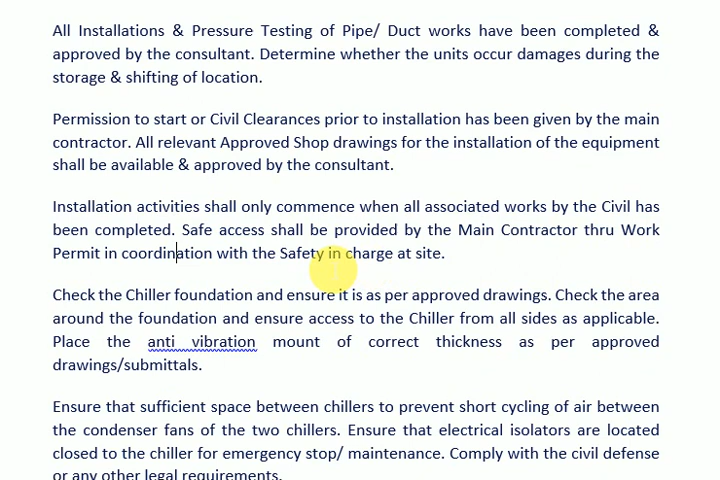 All Installations & Pressure Testing of Pipe/ Duct works have been completed &
approved by the consultant. Determine whether the units occur damages during the
storage & shifting of location.
Permission to start or Civil Clearances prior to installation has been given by the main
contractor. All relevant Approved Shop drawings for the installation of the equipment
shall be available & approved by the consultant.
Installation activities shall only commence when all associated works by the Civil has
been completed. Safe access shall be provided by the Main Contractor thru Work
Permit in coordination with the Safety in charge at site.
Check the Chiller foundation and ensure it is as per approved drawings. Check the area
around the foundation and ensure access to the Chiller from all sides as applicable.
Place the anti vibration mount of correct thickness as per approved
drawings/submittals.
Ensure that sufficient space between chillers to prevent short cycling of air between
the condenser fans of the two chillers. Ensure that electrical isolators are located
closed to the chiller for emergency stop/ maintenance. Comply with the civil defense
or any other legal requirements.